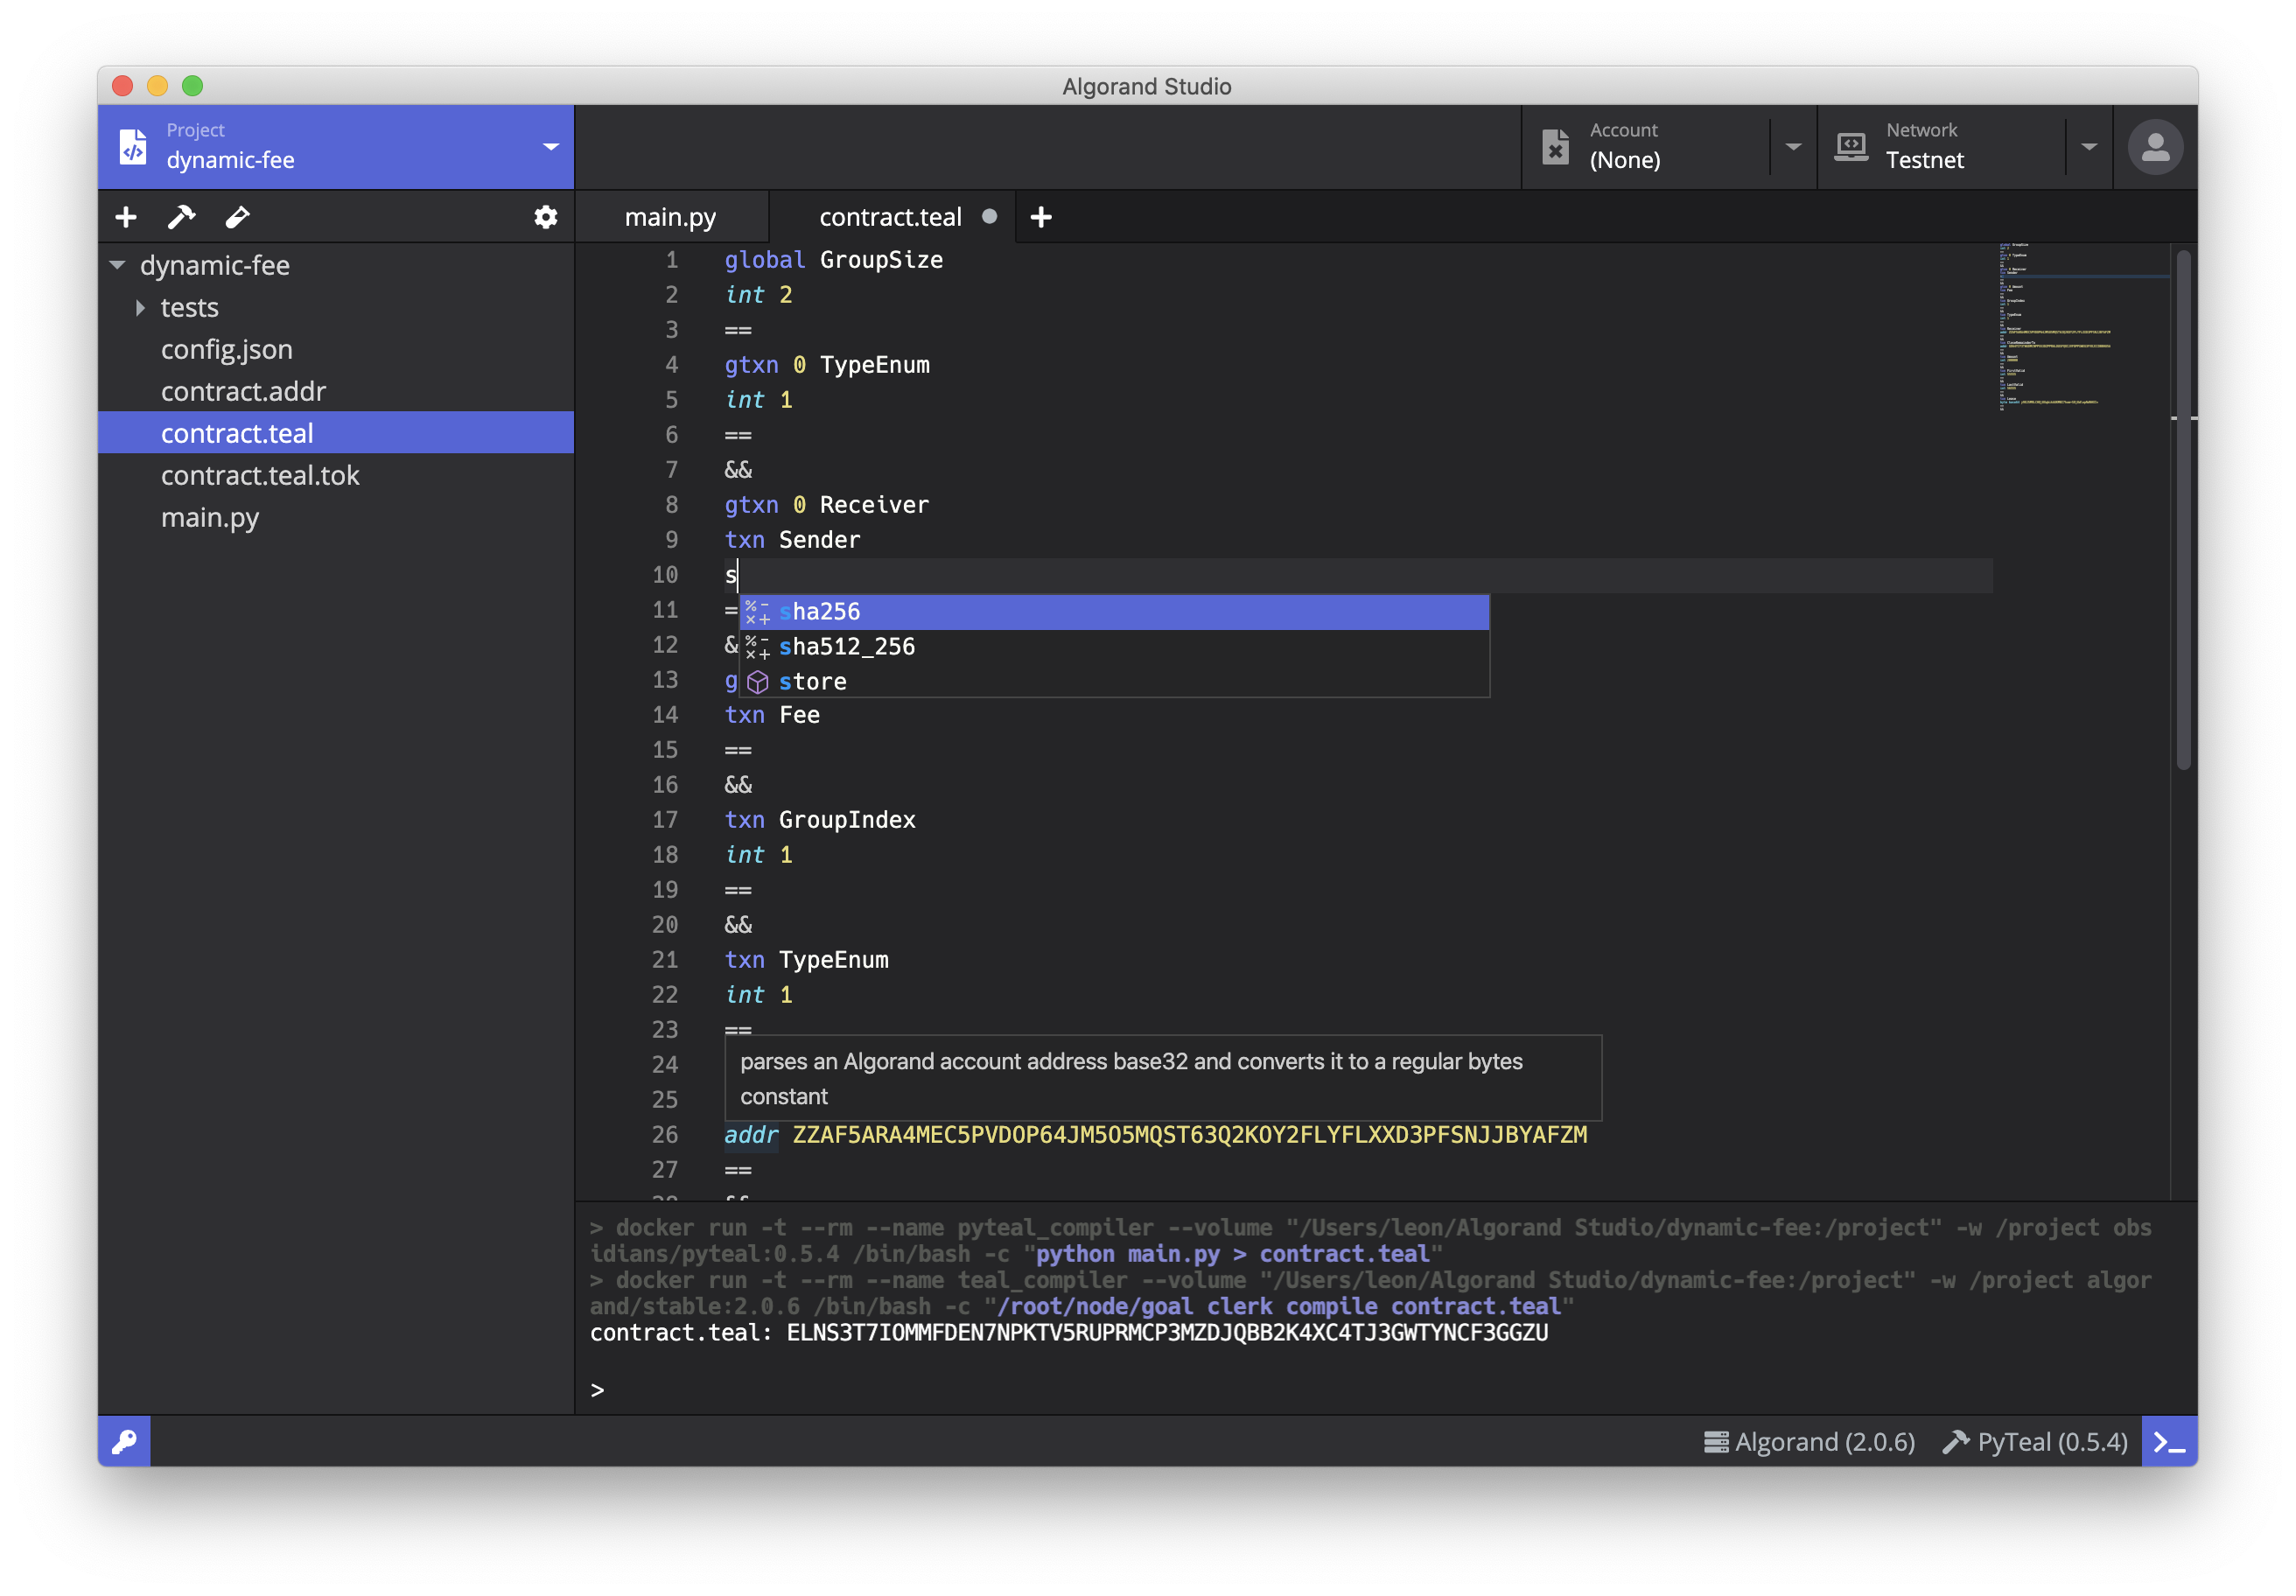 Algorand Studio
Project
dynamic-fee
Account
(None)
Network
Testnet
main.py
contract.teal
dynamic-fee
tests
config.json
contract.addr
contract.teal
contract.teal.tok
main.py
1 global GroupSize
2 int 2
3 ==
4 gtxn 0 TypeEnum
5 int 1
6 ==
7 &&
8 gtxn 0 Receiver
9 txn Sender
10 s
11 =
sha256
12 &
sha512_256
13 g
store
14 txn Fee
15 ==
16 &&
17 txn GroupIndex
18 int 1
19 ==
20 &&
21 txn TypeEnum
22 int 1
23 ==
24
parses an Algorand account address base32 and converts it to a regular bytes
25
constant
26 addr ZZAF5ARA4MEC5PVDOP64JM5O5MQST63Q2KOY2FLYFLXXD3PFSNJJBYAFZM
27 ==
28 &&
> docker run -t --rm --name pyteal_compiler --volume "/Users/leon/Algorand Studio/dynamic-fee:/project" -w /project obs
idians/pyteal:0.5.4 /bin/bash -c "python main.py > contract.teal"
> docker run -t --rm --name teal_compiler --volume "/Users/leon/Algorand Studio/dynamic-fee:/project" -w /project algor
and/stable:2.0.6 /bin/bash -c "/root/node/goal clerk compile contract.teal"
contract.teal: ELNS3T7IOMMFDEN7NPKTV5RUPRMCP3MZDJQBB2K4XC4TJ3GWTYNCF3GGZU
>
Algorand (2.0.6)
PyTeal (0.5.4)